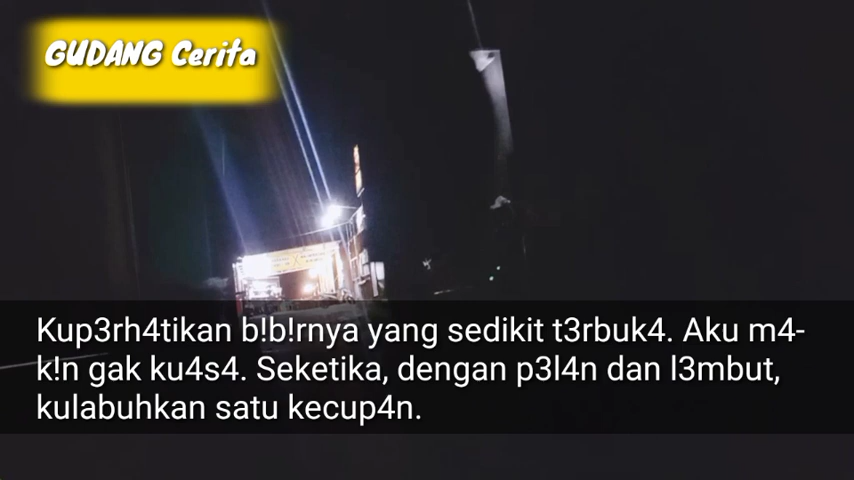 GUDANG Cerita
Kup3rh4tikan b!b!rnya yang sedikit t3rbuk4. Aku m4-
k!n gak ku4s4. Seketika, dengan p3l4n dan l3mbut,
kulabuhkan satu kecup4n.